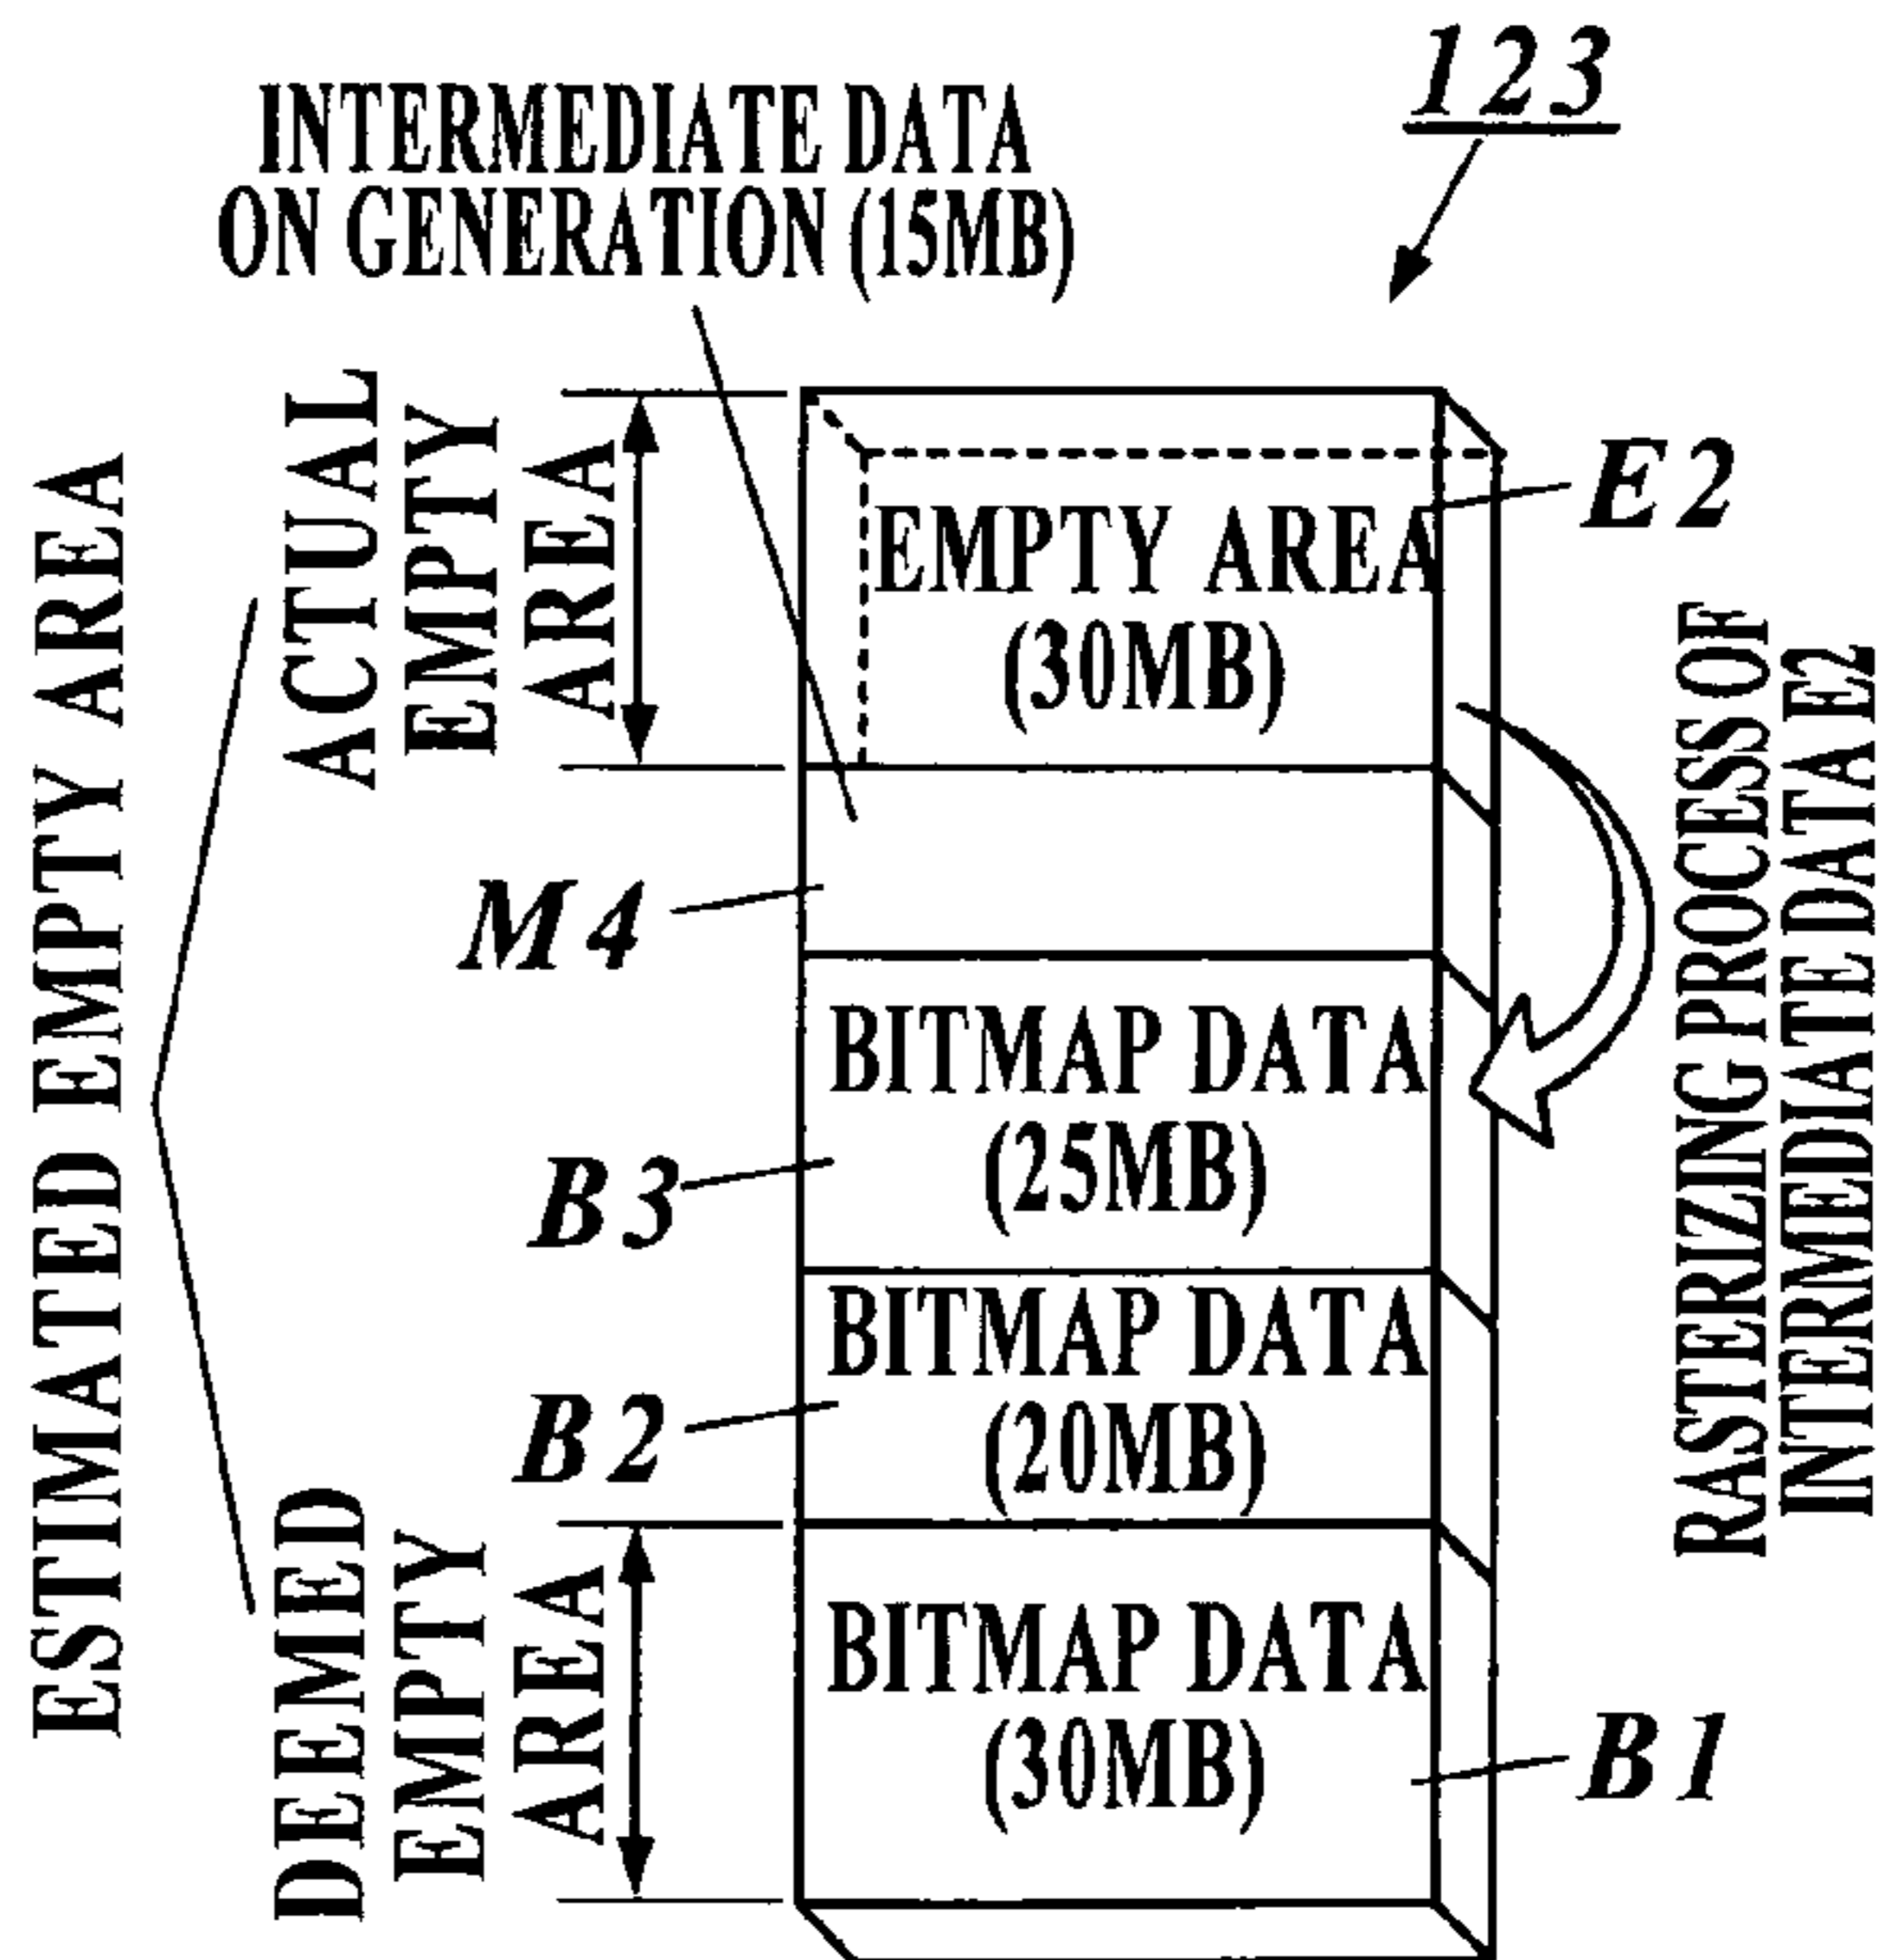 123
INTERMEDIATE DATA
ON GENERATION (15MB)
ESTIMATED EMPTY AREA
ACTUAL
EMPTY
AREA
EMPTY AREA
(30MB)
E2
RASTERIZING PROCESS OF
INTERMEDIATE DATA E2
M4
BITMAP DATA
(25MB)
B3
BITMAP DATA
(20MB)
B2
DEEMED
EMPTY
AREA
BITMAP DATA
(30MB)
B1